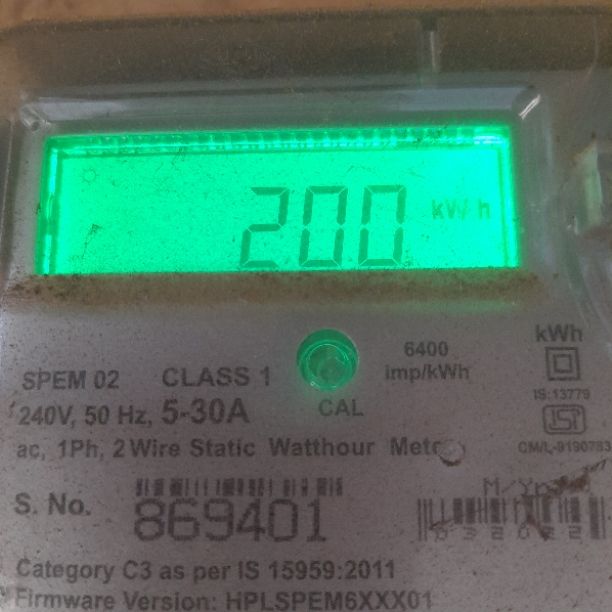 200 kWh
6400
imp/kWh
kWh
SPEM 02 CLASS 1
CAL
IS:13779
240V, 50 Hz, 5-30A
ISI
CM/L-9190783
ac, 1Ph, 2 Wire Static Watthour
S. No.
869401
Category C3 as per IS 15959:2011
Firmware Version: HPLSPEM6XXX01